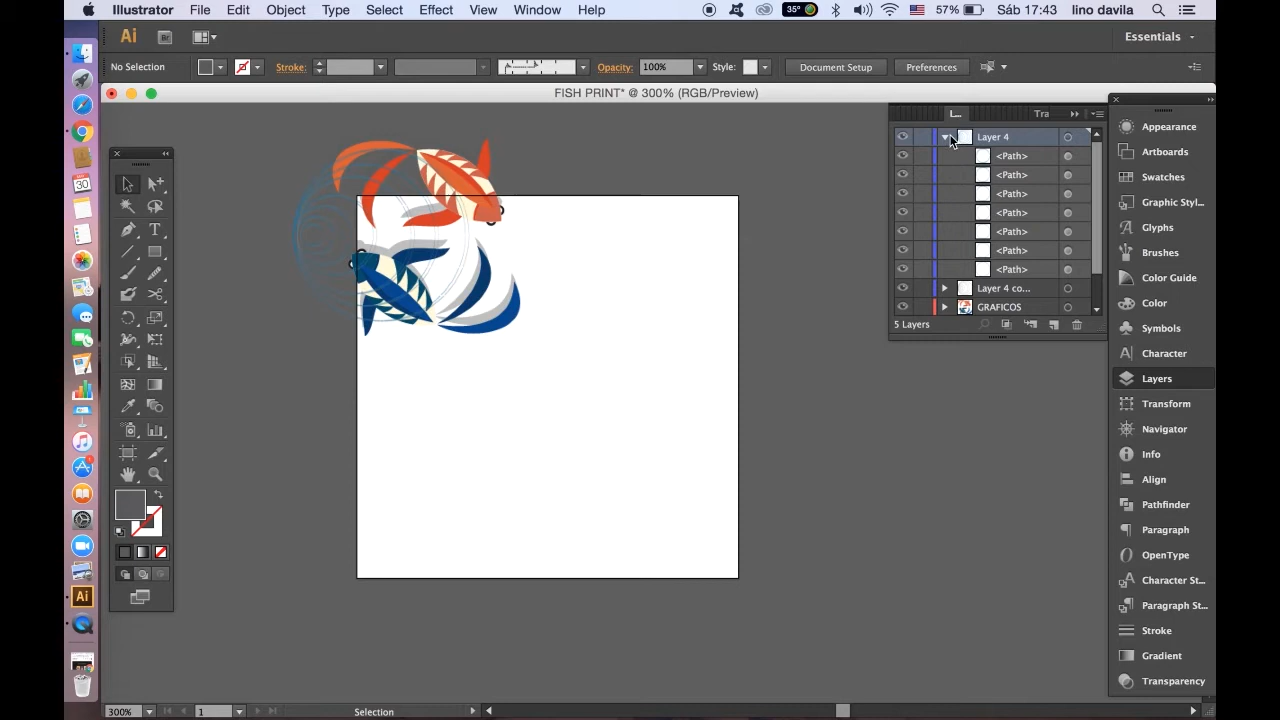 Illustrator File Edit Object Type Select Effect View Window Help 35° 57% Sáb 17:43 lino davila
Ai Br Essentials
No Selection Stroke: Opacity: 100% Style: Document Setup Preferences
FISH PRINT* @ 300% (RGB/Preview)
L... Tra
Layer 4
<Path>
<Path>
<Path>
<Path>
<Path>
<Path>
<Path>
Layer 4 co...
GRAFICOS
5 Layers
Appearance
Artboards
Swatches
Graphic Styl...
Glyphs
Brushes
Color Guide
Color
Symbols
Character
Layers
Transform
Navigator
Info
Align
Pathfinder
Paragraph
OpenType
Character St...
Paragraph St...
Stroke
Gradient
Transparency
30
T
Ai
300% 1 Selection